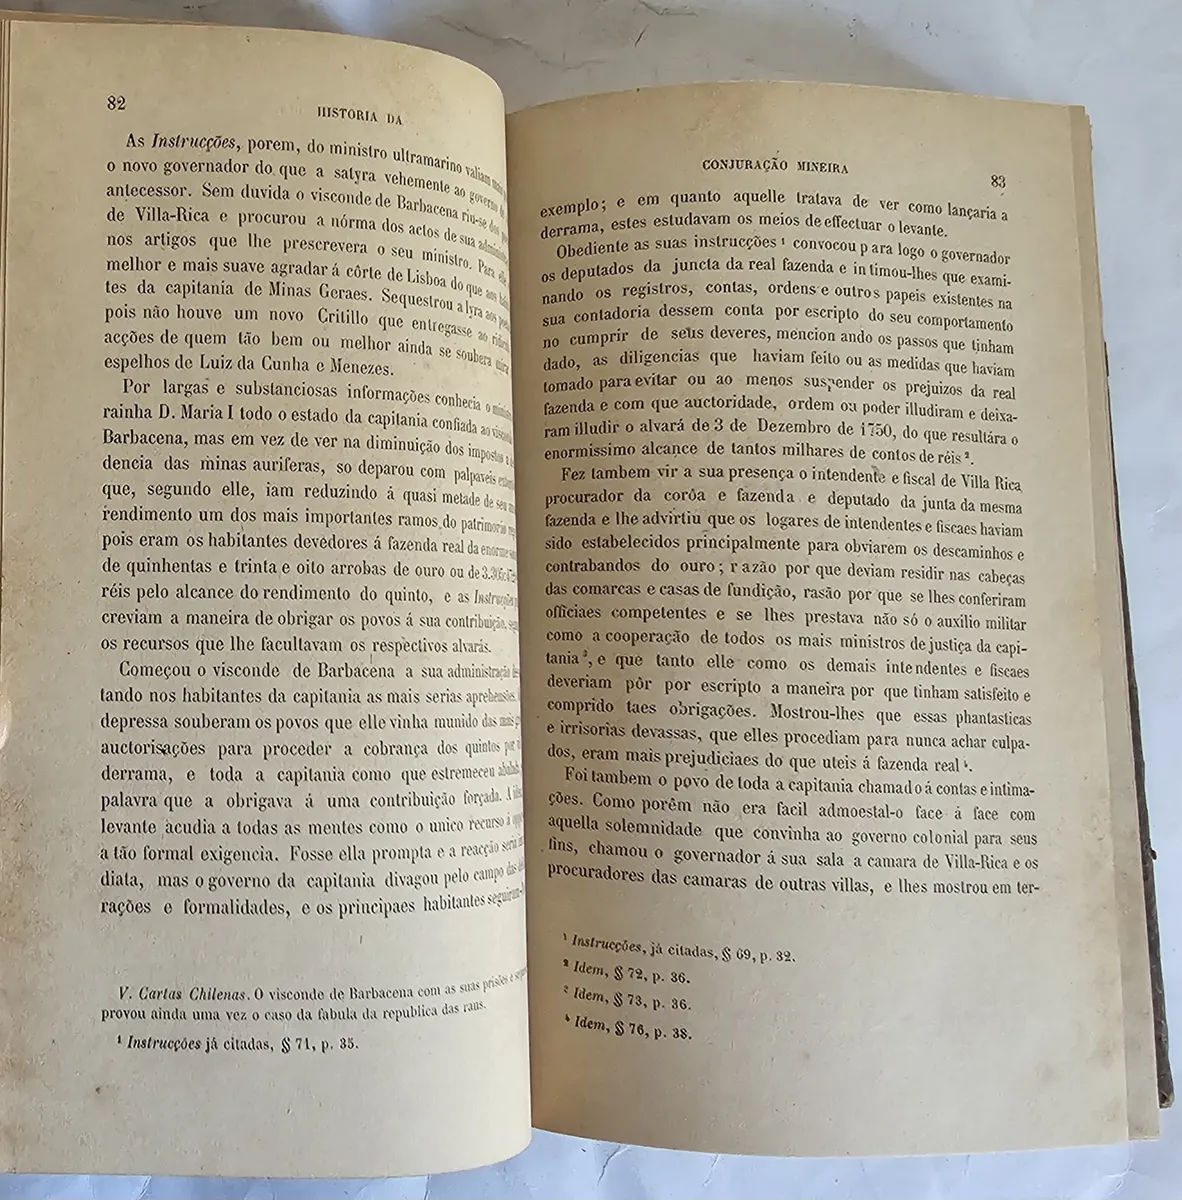 82
HISTORIA DA
As Instrucções, porem, do ministro ultramarino valiam mais
o novo governador do que a satyra vehemente ao governo
antecessor. Sem duvida o visconde de Barbacena riu-se dos
de Villa-Rica e procurou a nórma dos actos de sua
nos artigos que lhe prescrevera o seu ministro. Para elle
melhor e mais suave agradar á côrte de Lisboa do que aos
tes da capitania de Minas Geraes. Sequestrou a lyra aos
pois não houve um novo Critillo que entregasse ao
acções de quem tão bem ou melhor ainda se soubera
espelhos de Luiz da Cunha e Menezes.
Por largas e substanciosas informações conhecia o
rainha D. Maria I todo o estado da capitania confiada ao
Barbacena, mas em vez de ver na diminuição dos impostos a
dencia das minas auriferas, so deparou com palpaveis
que, segundo elle, iam reduzindo á quasi metade de seu
rendimento um dos mais importantes ramos do patrimonio
pois eram os habitantes devedores á fazenda real da enorme
de quinhentas e trinta e oito arrobas de ouro ou de
réis pelo alcance do rendimento do quinto, e as
creviam a maneira de obrigar os povos á sua contribuição,
os recursos que lhe facultavam os respectivos alvarás.
Começou o visconde de Barbacena a sua administração
tando nos habitantes da capitania as mais serias aprehensões.
depressa souberam os povos que elle vinha munido das mais
auctorisações para proceder a cobrança dos quintos por
derrama, e toda a capitania como que estremeceu
palavra que a obrigava á uma contribuição forçada. A
levante acudia a todas as mentes como o unico recurso á
a tão formal exigencia. Fosse ella prompta e a reacção seria
diata, mas o governo da capitania divagou pelo campo das
rações e formalidades, e os principaes habitantes
V. Cartas Chilenas. O visconde de Barbacena com as suas prisões e
provou ainda uma vez o caso da fabula da republica das rans.
¹ Instrucções já citadas, § 71, p. 35.
CONJURAÇÃO MINEIRA
83
exemplo; e em quanto aquelle tratava de ver como lançaria a
derrama, estes estudavam os meios de effectuar o levante.
Obediente as suas instrucções ¹ convocou p ara logo o governador
os deputados da juncta da real fazenda e in timou-lhes que exami-
nando os registros, contas, ordens e outros papeis existentes na
sua contadoria dessem conta por escripto do seu comportamento
no cumprir de seus deveres, mencion ando os passos que tinham
dado, as diligencias que haviam feito ou as medidas que haviam
tomado para evitar ou ao menos suspender os prejuizos da real
fazenda e com que auctoridade, ordem ou poder illudiram e deixa-
ram illudir o alvará de 3 de Dezembro de 1750, do que resultára o
enormissimo alcance de tantos milhares de contos de réis ².
Fez tambem vir a sua presença o intendente e fiscal de Villa Rica
procurador da corôa e fazenda e deputado da junta da mesma
fazenda e lhe advirtiu que os logares de intendentes e fiscaes haviam
sido estabelecidos principalmente para obviarem os descaminhos e
contrabandos do ouro ; r azão por que deviam residir nas cabeças
das comarcas e casas de fundição, rasão por que se lhes conferiram
officiaes competentes e se lhes prestava não só o auxilio militar
como a cooperação de todos os mais ministros de justiça da capi-
tania ³, e que tanto elle como os demais intendentes e fiscaes
deveriam pôr por escripto a maneira por que tinham satisfeito e
comprido taes obrigações. Mostrou-lhes que essas phantasticas
e irrisorias devassas, que elles procediam para nunca achar culpa-
dos, eram mais prejudiciaes do que uteis á fazenda real ⁴.
Foi tambem o povo de toda a capitania chamado á contas e intima-
ções. Como porêm não era facil admoestal-o face á face com
aquella solemnidade que convinha ao governo colonial para seus
fins, chamou o governador á sua sala a camara de Villa-Rica e os
procuradores das camaras de outras villas, e lhes mostrou em ter-
¹ Instrucções, já citadas, § 69, p. 32.
² Idem, § 72, p. 36.
² Idem, § 73, p. 36.
⁴ Idem, § 76, p. 38.